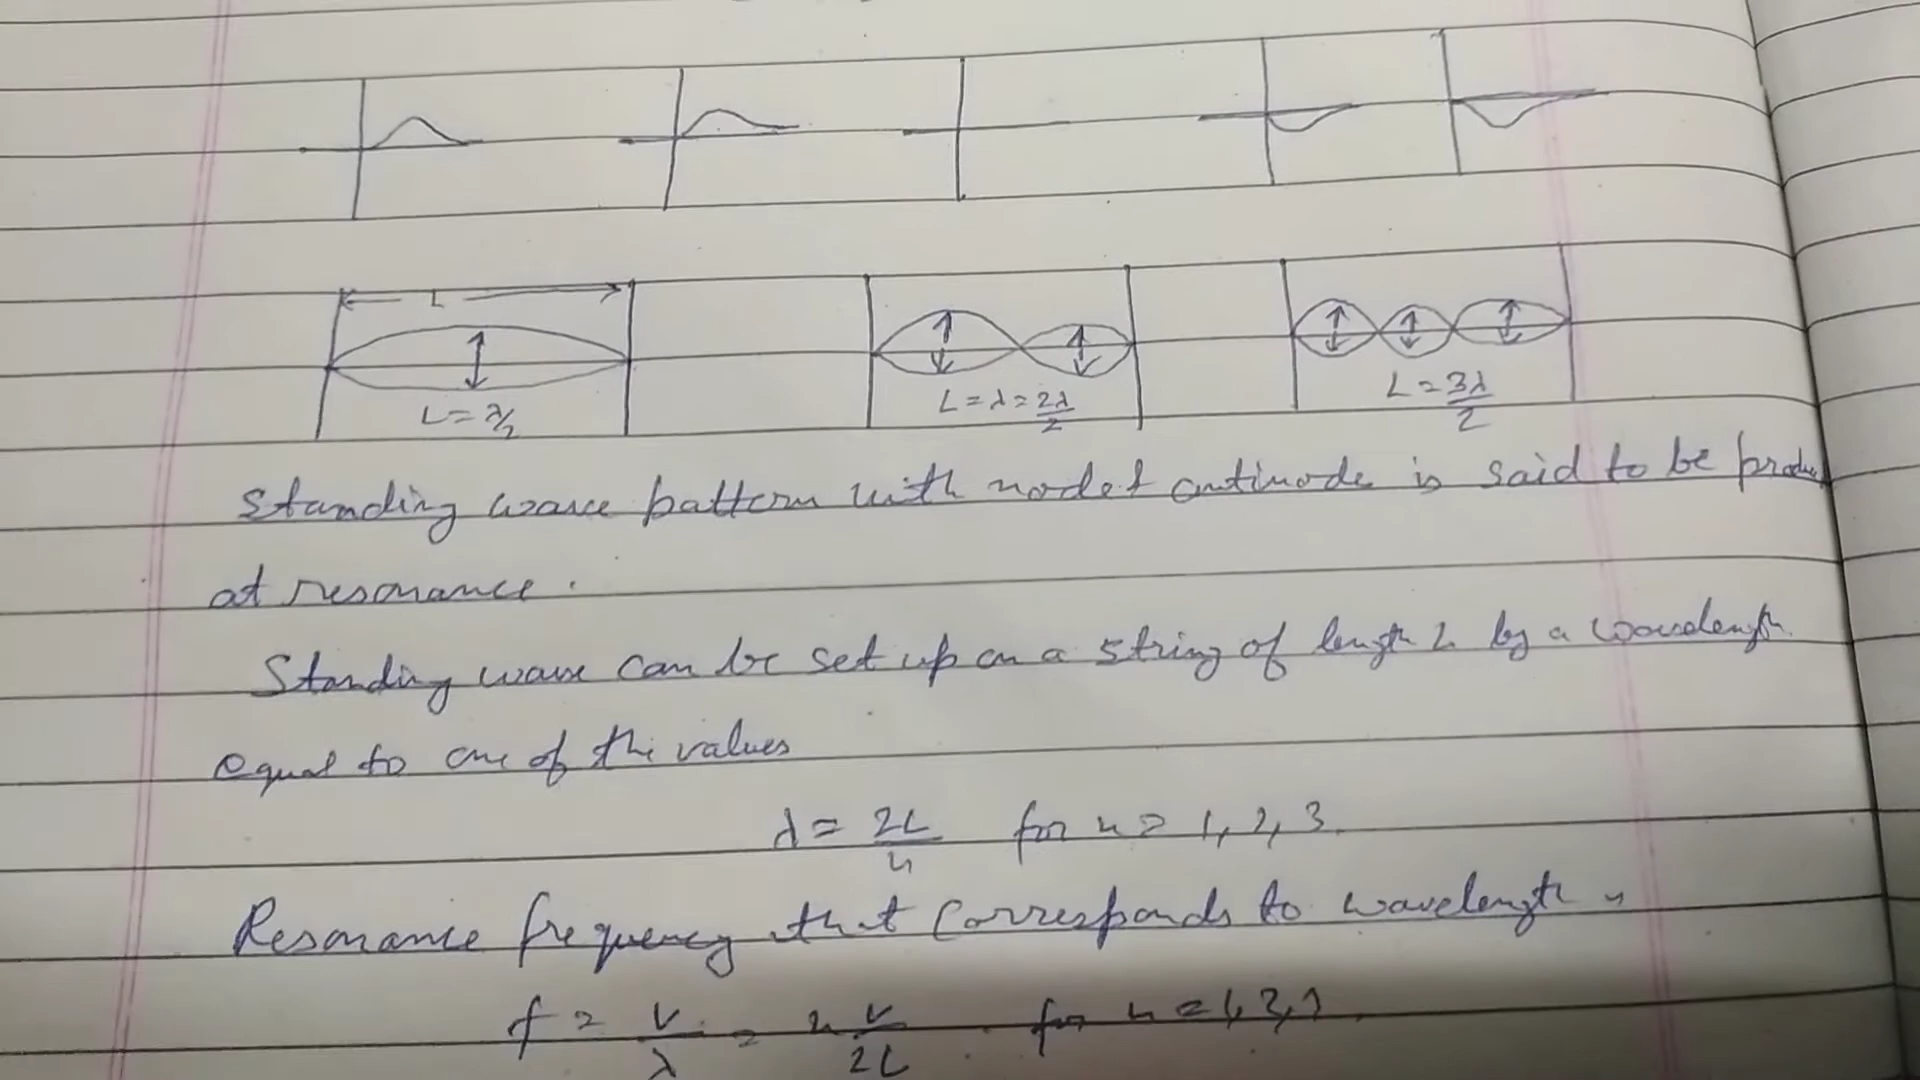 L
L = λ/2
L = λ = 2λ/2
L = 3λ/2
Standing wave pattern with node & antinode is said to be produ
at resonance.
Standing wave can be set up on a string of length L by a wavelength
equal to one of the values
λ = 2L/n for n = 1, 2, 3.
Resonance frequency that corresponds to wavelength
f = v/λ = n v/2L for n = 1, 2, 3